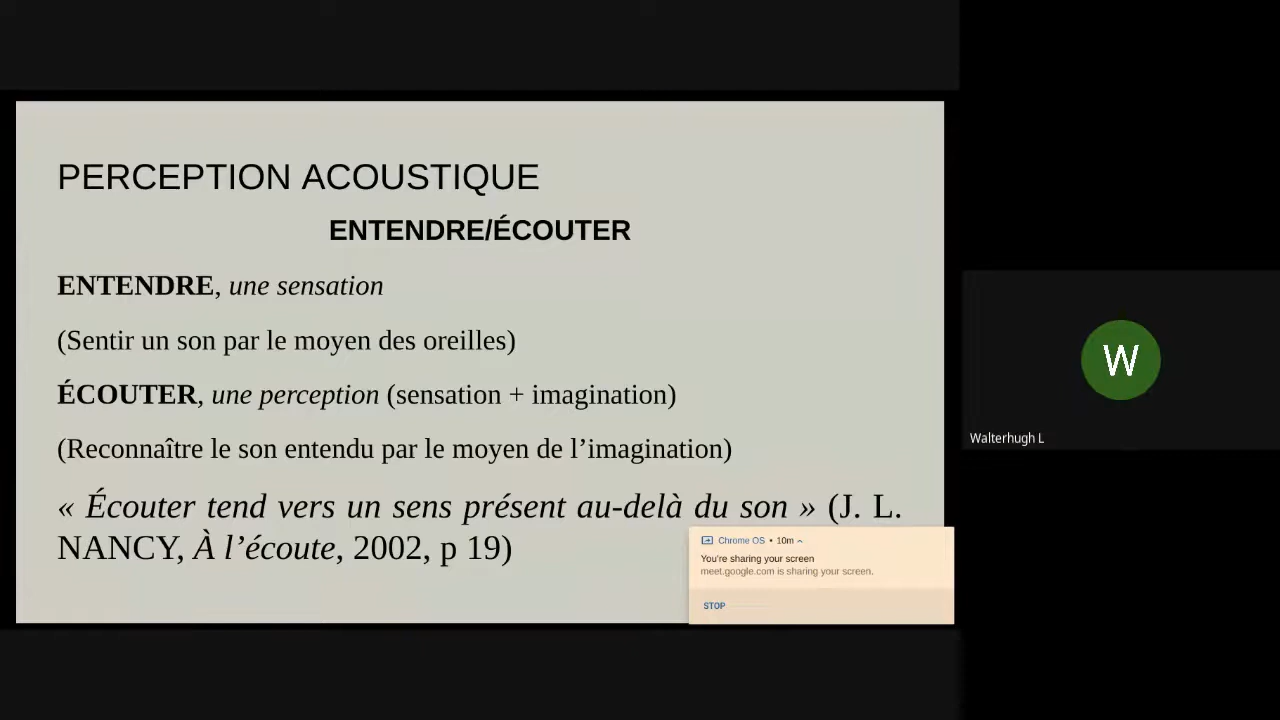 PERCEPTION ACOUSTIQUE
ENTENDRE/ÉCOUTER
ENTENDRE, une sensation
(Sentir un son par le moyen des oreilles)
ÉCOUTER, une perception (sensation + imagination)
(Reconnaître le son entendu par le moyen de l’imagination)
« Écouter tend vers un sens présent au-delà du son » (J. L.
NANCY, À l’écoute, 2002, p 19)
Chrome OS • 10m
You're sharing your screen
meet.google.com is sharing your screen.
STOP
W
Walterhugh L